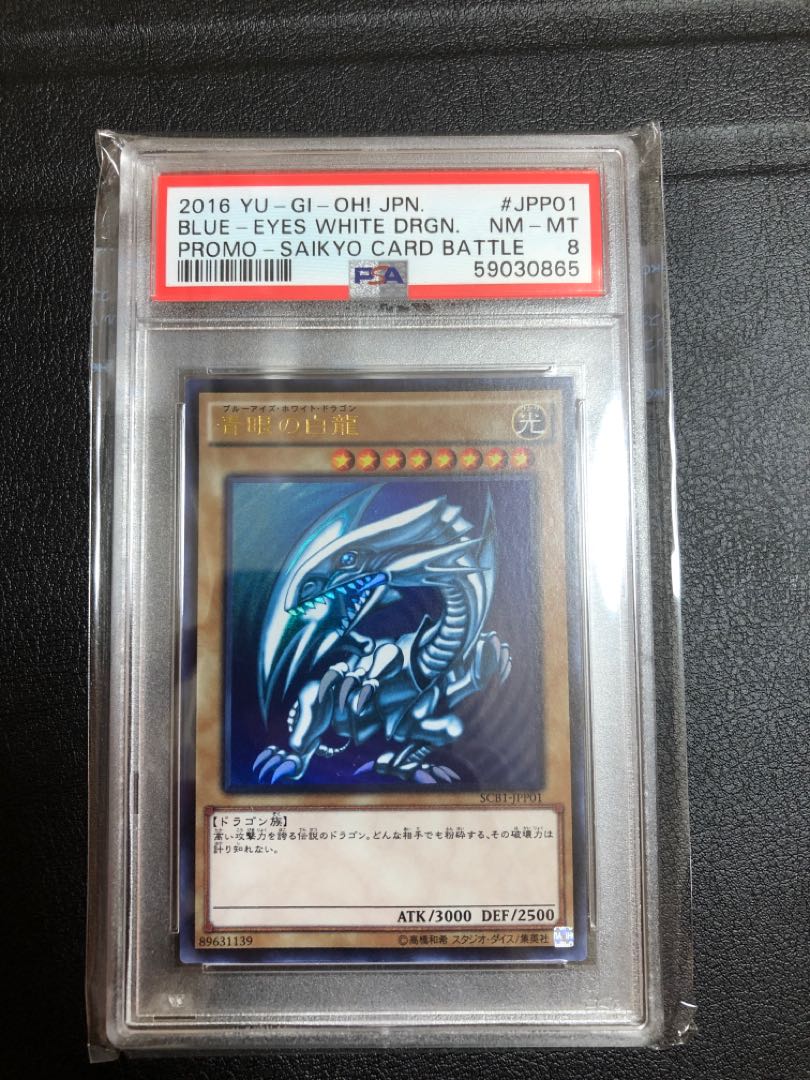 2016 YU-GI-OH! JPN. #JPP01
BLUE-EYES WHITE DRGN. NM-MT
PROMO-SAIKYO CARD BATTLE 8
PSA 59030865
ブルーアイズ・ホワイト・ドラゴン
青眼の白龍
光
SCB1-JPP01
【ドラゴン族】
高い攻撃力を誇る伝説のドラゴン。どんな相手でも粉砕する、その破壊力は
計り知れない。
ATK/3000 DEF/2500
89631139 ©高橋和希 スタジオ・ダイス/集英社